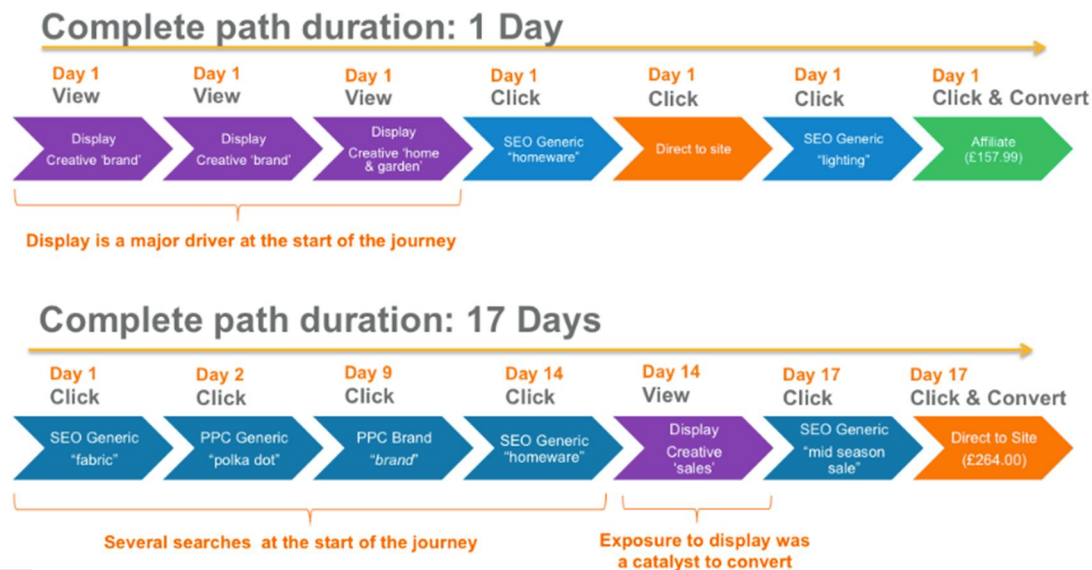 Complete path duration: 1 Day
Day 1
View
Day 1
View
Day 1
View
Day 1
Click
Day 1
Click
Day 1
Click
Day 1
Click & Convert
Display
Creative 'brand'
Display
Creative 'brand'
Display
Creative 'home
& garden'
SEO Generic
"homeware"
Direct to site
SEO Generic
"lighting"
Affiliate
(£157.99)
Display is a major driver at the start of the journey
Complete path duration: 17 Days
Day 1
Click
Day 2
Click
Day 9
Click
Day 14
Click
Day 14
View
Day 17
Click
Day 17
Click & Convert
SEO Generic
"fabric"
PPC Generic
"polka dot"
PPC Brand
"brand"
SEO Generic
"homeware"
Display
Creative
'sales'
SEO Generic
"mid season
sale"
Direct to Site
(£264.00)
Several searches at the start of the journey
Exposure to display was
a catalyst to convert